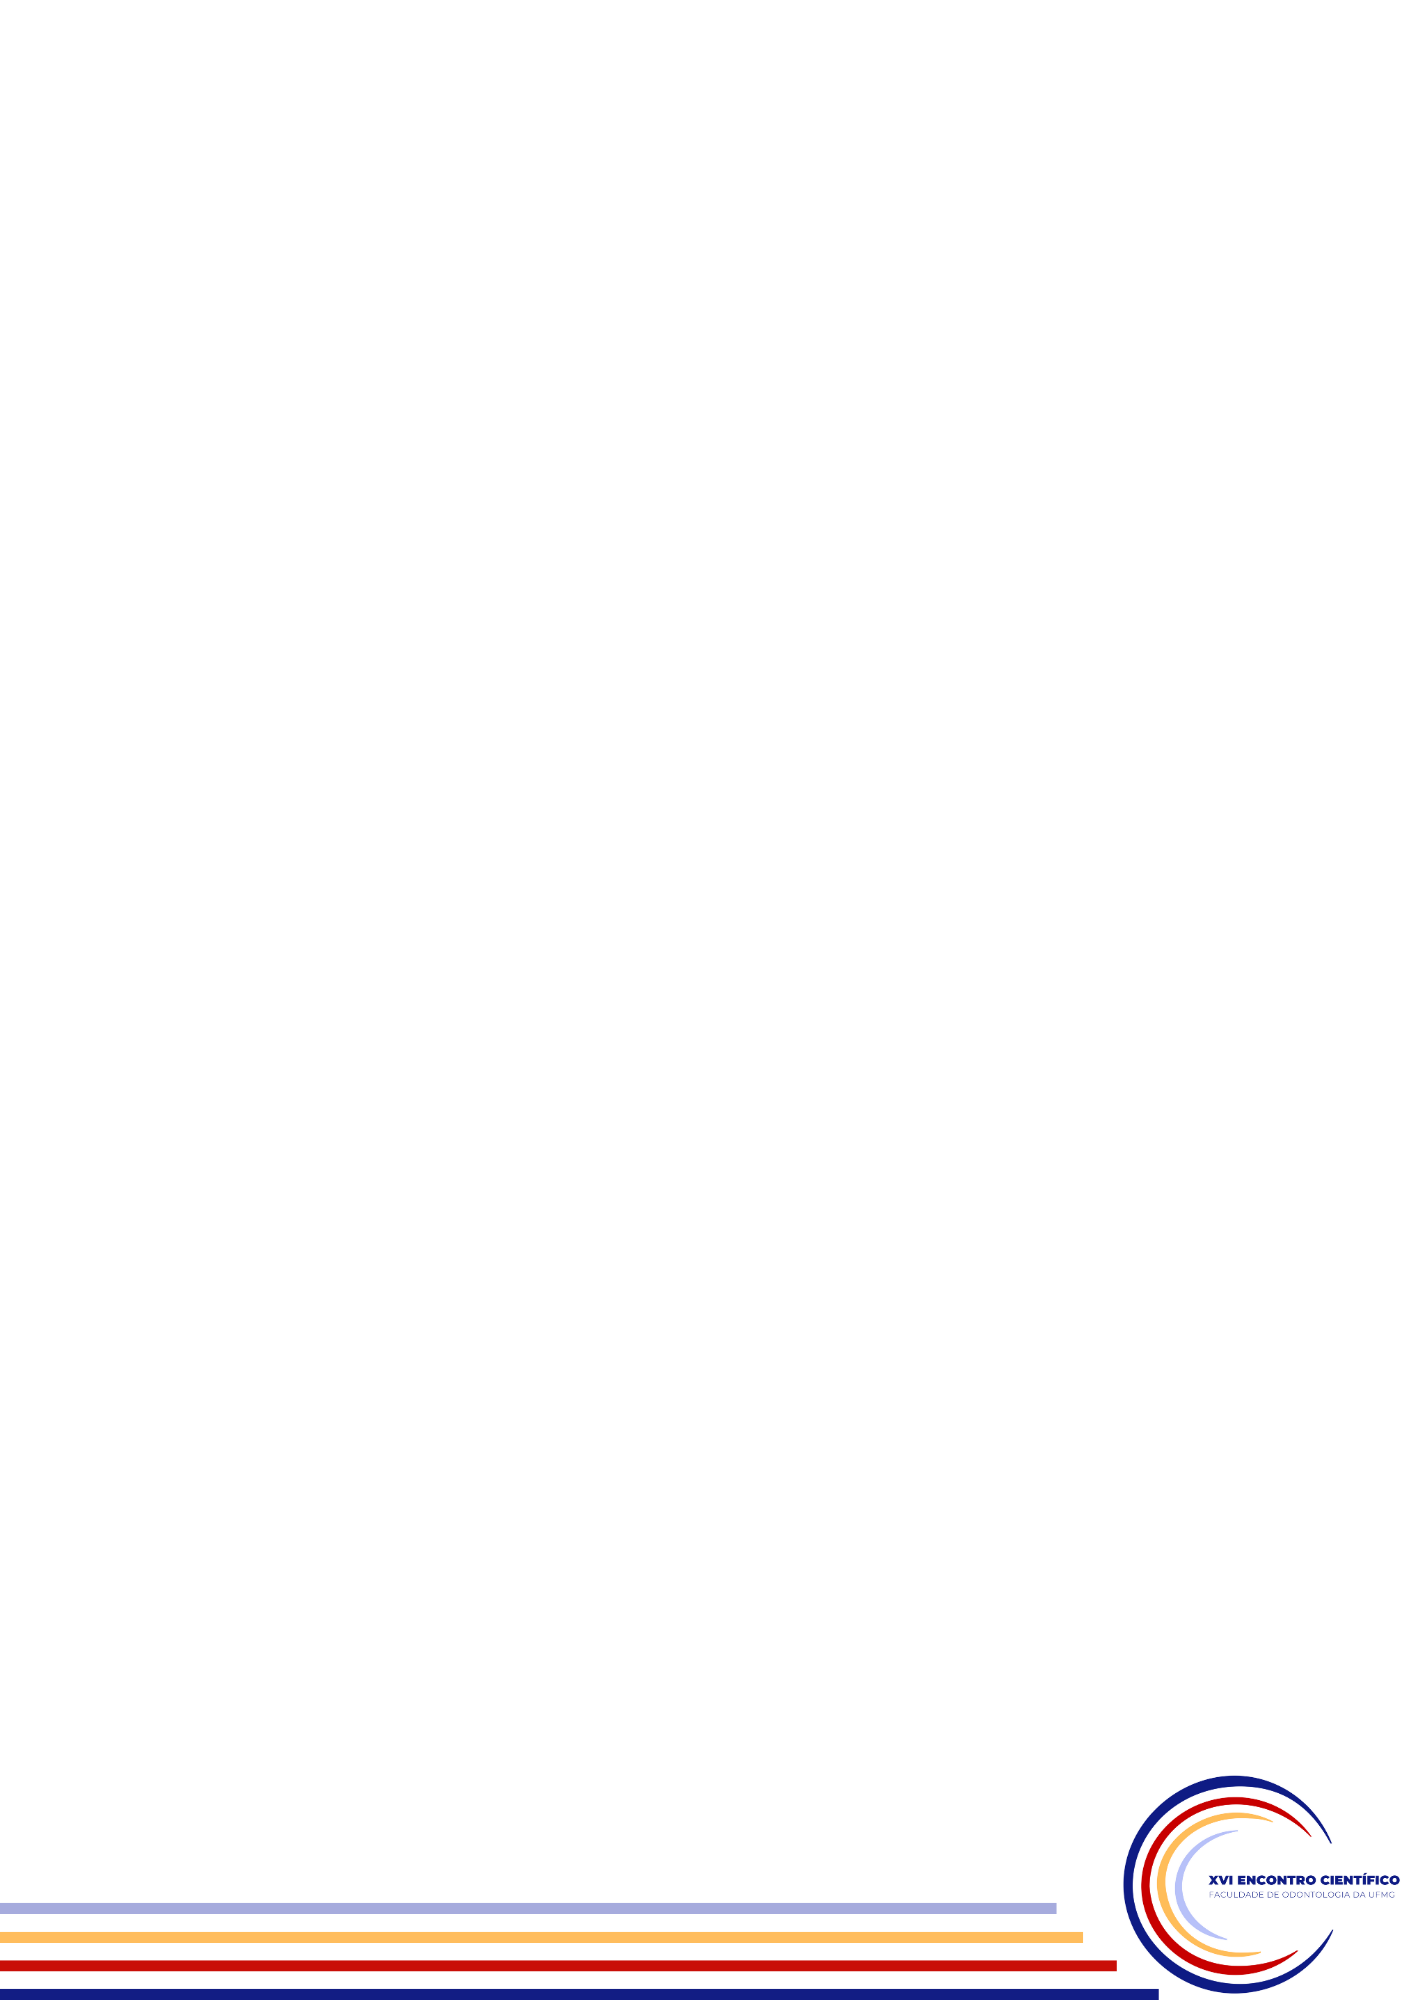 XVI ENCONTRO CIENTÍFICO
FACULDADE DE ODONTOLOGIA DA UFMG